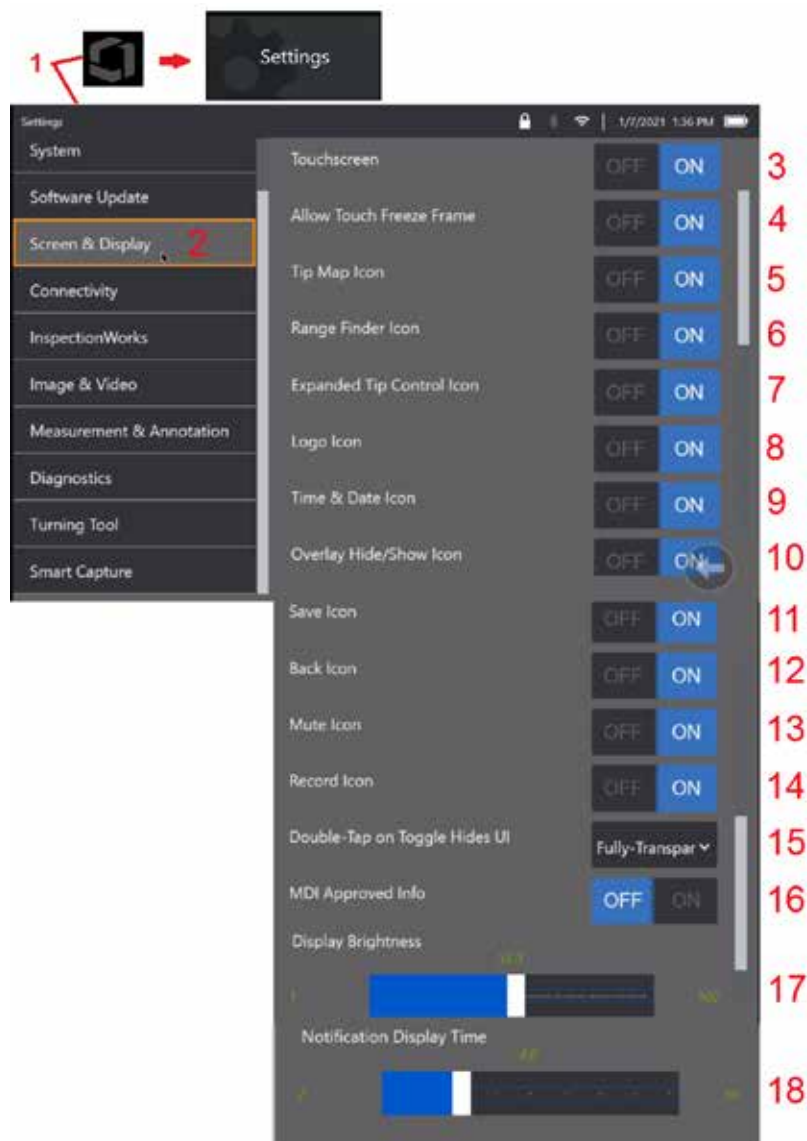 1
Settings
Settings
1/7/2021 1:36 PM
System
Software Update
Screen & Display 2
Connectivity
InspectionWorks
Image & Video
Measurement & Annotation
Diagnostics
Turning Tool
Smart Capture
Touchscreen OFF ON 3
Allow Touch Freeze Frame OFF ON 4
Tip Map Icon OFF ON 5
Range Finder Icon OFF ON 6
Expanded Tip Control Icon OFF ON 7
Logo Icon OFF ON 8
Time & Date Icon OFF ON 9
Overlay Hide/Show Icon OFF ON 10
Save Icon OFF ON 11
Back Icon OFF ON 12
Mute Icon OFF ON 13
Record Icon OFF ON 14
Double-Tap on Toggle Hides UI Fully-Transpar 15
MDI Approved Info OFF ON 16
Display Brightness
17
Notification Display Time
18